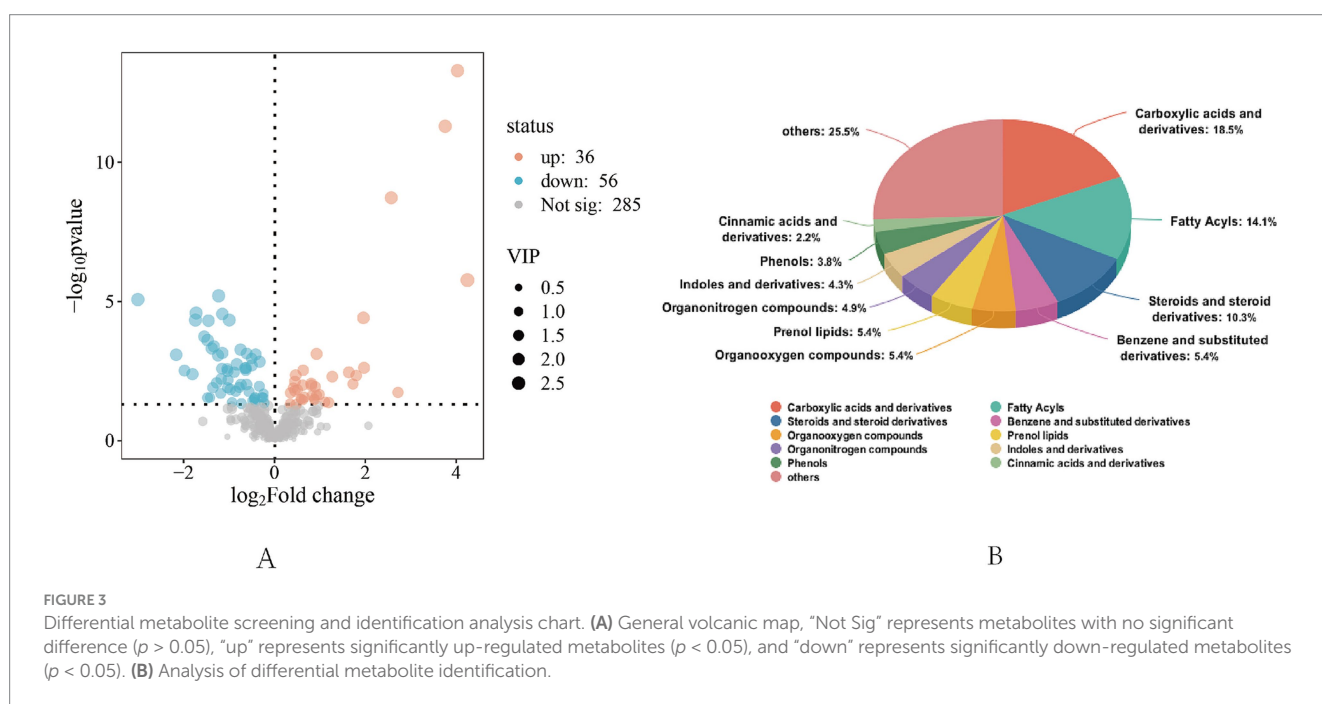 −log10pvalue
10
5
0
−2
0
2
4
log2Fold change
status
up: 36
down: 56
Not sig: 285
VIP
0.5
1.0
1.5
2.0
2.5
A
others: 25.5%
Carboxylic acids and
derivatives: 18.5%
Fatty Acyls: 14.1%
Steroids and steroid
derivatives: 10.3%
Benzene and substituted
derivatives: 5.4%
Organooxygen compounds: 5.4%
Prenol lipids: 5.4%
Organonitrogen compounds: 4.9%
Indoles and derivatives: 4.3%
Phenols: 3.8%
Cinnamic acids and
derivatives: 2.2%
Carboxylic acids and derivatives
Fatty Acyls
Steroids and steroid derivatives
Benzene and substituted derivatives
Organooxygen compounds
Prenol lipids
Organonitrogen compounds
Indoles and derivatives
Phenols
Cinnamic acids and derivatives
others
B
FIGURE 3
Differential metabolite screening and identification analysis chart. (A) General volcanic map, “Not Sig” represents metabolites with no significant
difference (p > 0.05), “up” represents significantly up-regulated metabolites (p < 0.05), and “down” represents significantly down-regulated metabolites
(p < 0.05). (B) Analysis of differential metabolite identification.